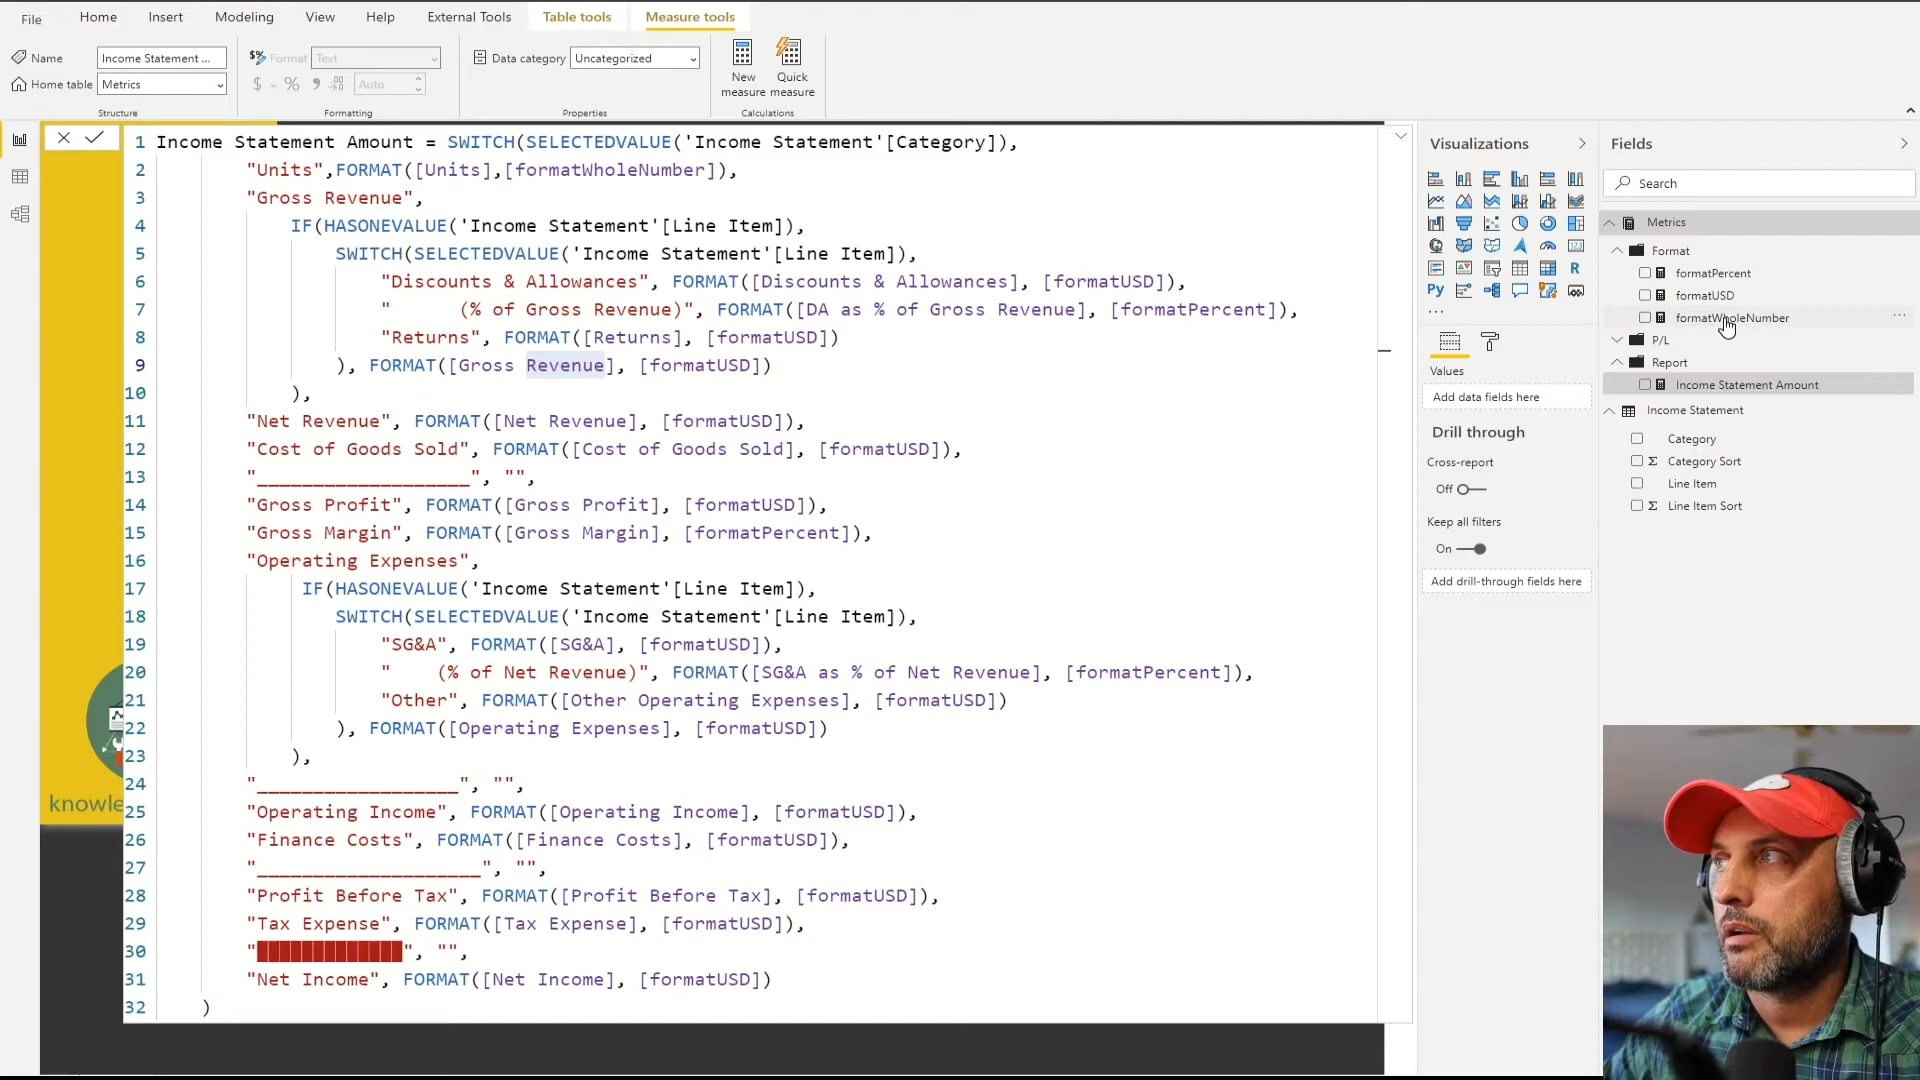 File
Home
Insert
Modeling
View
Help
External Tools
Table tools
Measure tools
Name
Income Statement ...
Home table
Metrics
Structure
Format
Text
$ % 9 .00
Auto
Formatting
Data category
Uncategorized
Properties
New
measure
Quick
measure
Calculations
1 Income Statement Amount = SWITCH(SELECTEDVALUE('Income Statement'[Category]),
2 "Units",FORMAT([Units],[formatWholeNumber]),
3 "Gross Revenue",
4 IF(HASONEVALUE('Income Statement'[Line Item]),
5 SWITCH(SELECTEDVALUE('Income Statement'[Line Item]),
6 "Discounts & Allowances", FORMAT([Discounts & Allowances], [formatUSD]),
7 "      (% of Gross Revenue)", FORMAT([DA as % of Gross Revenue], [formatPercent]),
8 "Returns", FORMAT([Returns], [formatUSD])
9 ), FORMAT([Gross Revenue], [formatUSD])
10 ),
11 "Net Revenue", FORMAT([Net Revenue], [formatUSD]),
12 "Cost of Goods Sold", FORMAT([Cost of Goods Sold], [formatUSD]),
13 "___________________", "",
14 "Gross Profit", FORMAT([Gross Profit], [formatUSD]),
15 "Gross Margin", FORMAT([Gross Margin], [formatPercent]),
16 "Operating Expenses",
17 IF(HASONEVALUE('Income Statement'[Line Item]),
18 SWITCH(SELECTEDVALUE('Income Statement'[Line Item]),
19 "SG&A", FORMAT([SG&A], [formatUSD]),
20 "    (% of Net Revenue)", FORMAT([SG&A as % of Net Revenue], [formatPercent]),
21 "Other", FORMAT([Other Operating Expenses], [formatUSD])
22 ), FORMAT([Operating Expenses], [formatUSD])
23 ),
24 "__________________", "",
25 "Operating Income", FORMAT([Operating Income], [formatUSD]),
26 "Finance Costs", FORMAT([Finance Costs], [formatUSD]),
27 "____________________", "",
28 "Profit Before Tax", FORMAT([Profit Before Tax], [formatUSD]),
29 "Tax Expense", FORMAT([Tax Expense], [formatUSD]),
30 "█████████████", "",
31 "Net Income", FORMAT([Net Income], [formatUSD])
32 )
knowle
Visualizations
R
Py
...
Values
Add data fields here
Drill through
Cross-report
Off
Keep all filters
On
Add drill-through fields here
Fields
Search
Metrics
Format
formatPercent
formatUSD
formatWholeNumber
...
P/L
Report
Income Statement Amount
Income Statement
Category
Σ Category Sort
Line Item
Σ Line Item Sort